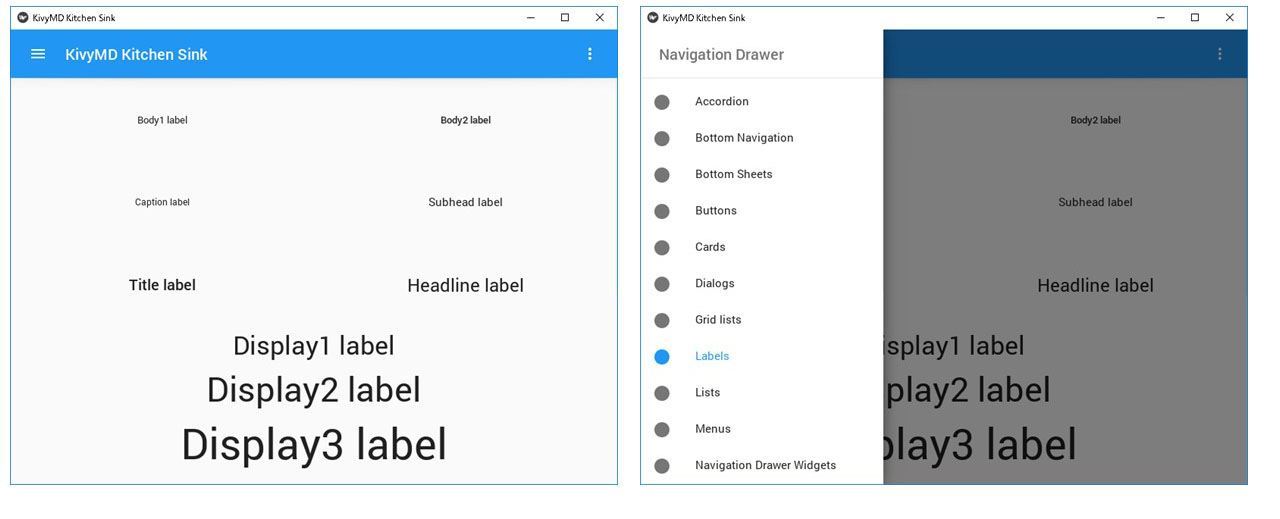 KivyMD Kitchen Sink
KivyMD Kitchen Sink
Body1 label
Body2 label
Caption label
Subhead label
Title label
Headline label
Display1 label
Display2 label
Display3 label
KivyMD Kitchen Sink
Navigation Drawer
Accordion
Bottom Navigation
Bottom Sheets
Buttons
Cards
Dialogs
Grid lists
Labels
Lists
Menus
Navigation Drawer Widgets
Body2 label
Subhead label
Headline label
isplay1 label
play2 label
play3 label